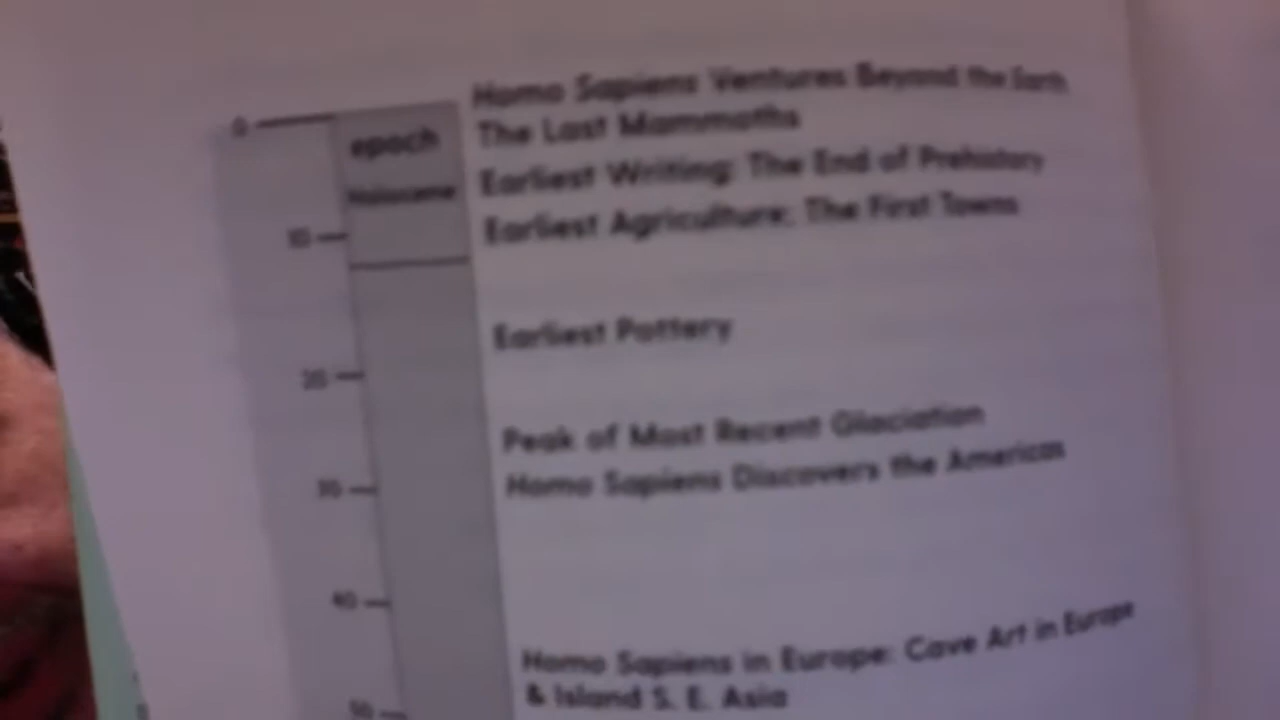 Homo Sapiens Ventures Beyond the Earth
0
The Last Mammoths
epoch
Earliest Writing: The End of Prehistory
Holocene
Earliest Agriculture; The First Towns
10
Earliest Pottery
20
Peak of Most Recent Glaciation
Homo Sapiens Discovers the Americas
30
40
Homo Sapiens in Europe: Cave Art in Europe
& Island S. E. Asia
50